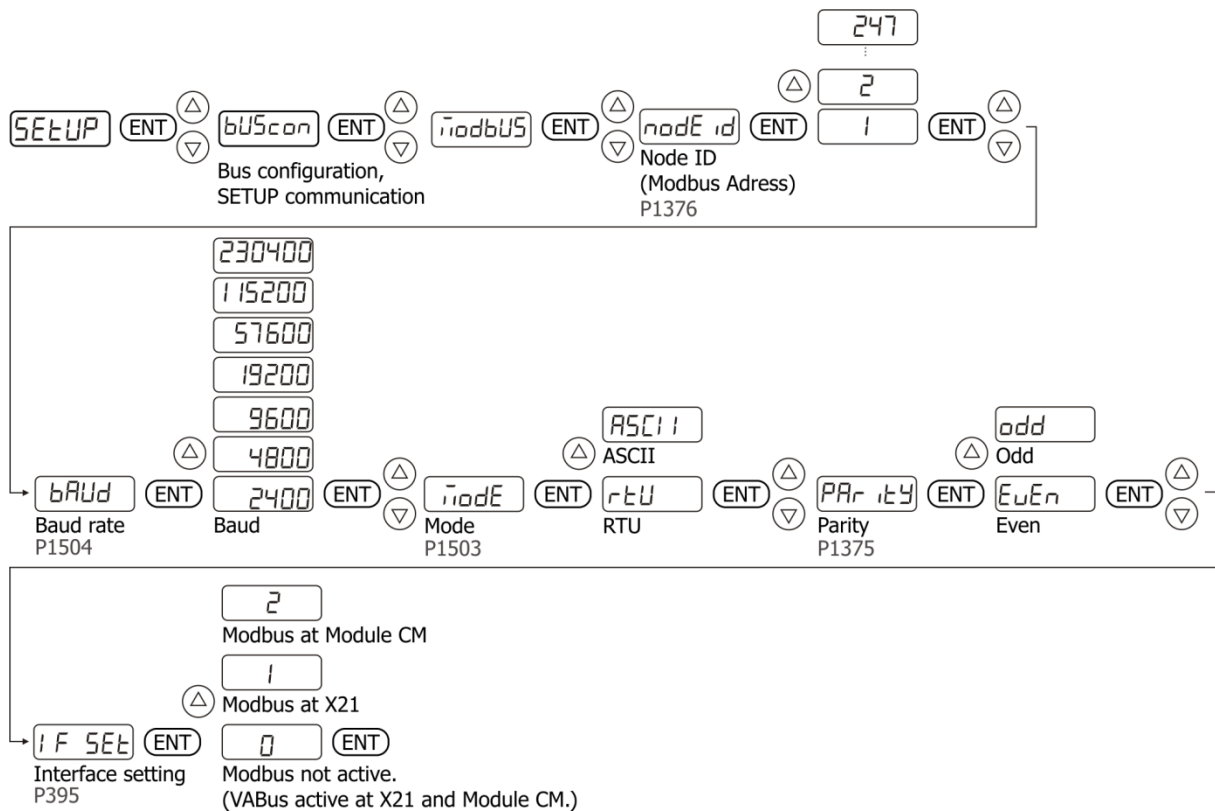 247
2
SEtUP ENT bUScon ENT modbUS ENT nodE id ENT 1 ENT
Bus configuration,
SETUP communication
Node ID
(Modbus Adress)
P1376
230400
115200
57600
19200
9600
4800
bAUd ENT 2400 ENT modE ENT rtU ENT PAr itY ENT EvEn ENT
Baud rate
P1504
Baud
Mode
P1503
ASCII
ASCII
RTU
Parity
P1375
odd
Odd
Even
2
Modbus at Module CM
1
Modbus at X21
IF SEt ENT 0 ENT
Interface setting
P395
Modbus not active.
(VABus active at X21 and Module CM.)